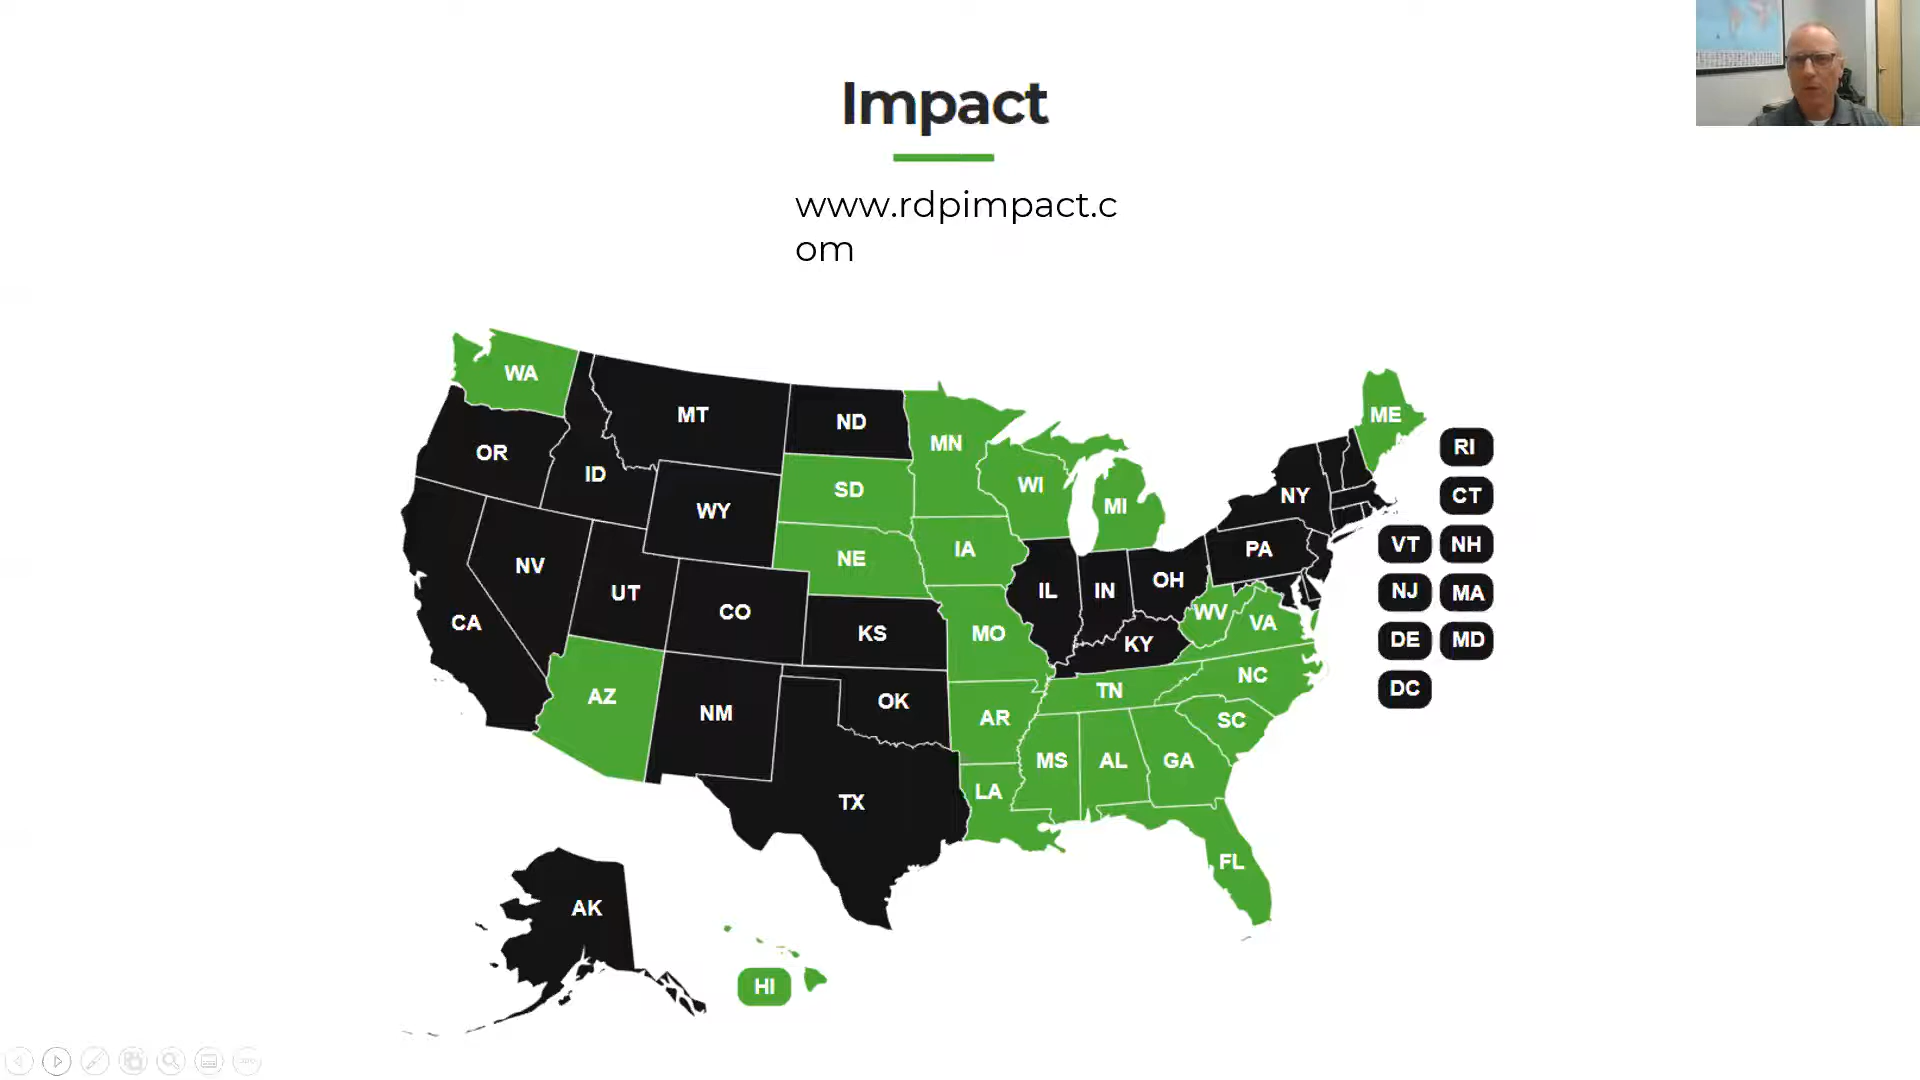 Impact
www.rdpimpact.c
om
WA
MT
ND
MN
ME
OR
ID
SD
WI
MI
NY
RI
WY
CT
NV
NE
IA
PA
VT
NH
UT
CO
IL
IN
OH
NJ
MA
CA
KS
MO
KY
WV
VA
DE
MD
AZ
NM
OK
AR
TN
NC
DC
TX
LA
MS
AL
GA
SC
FL
AK
HI